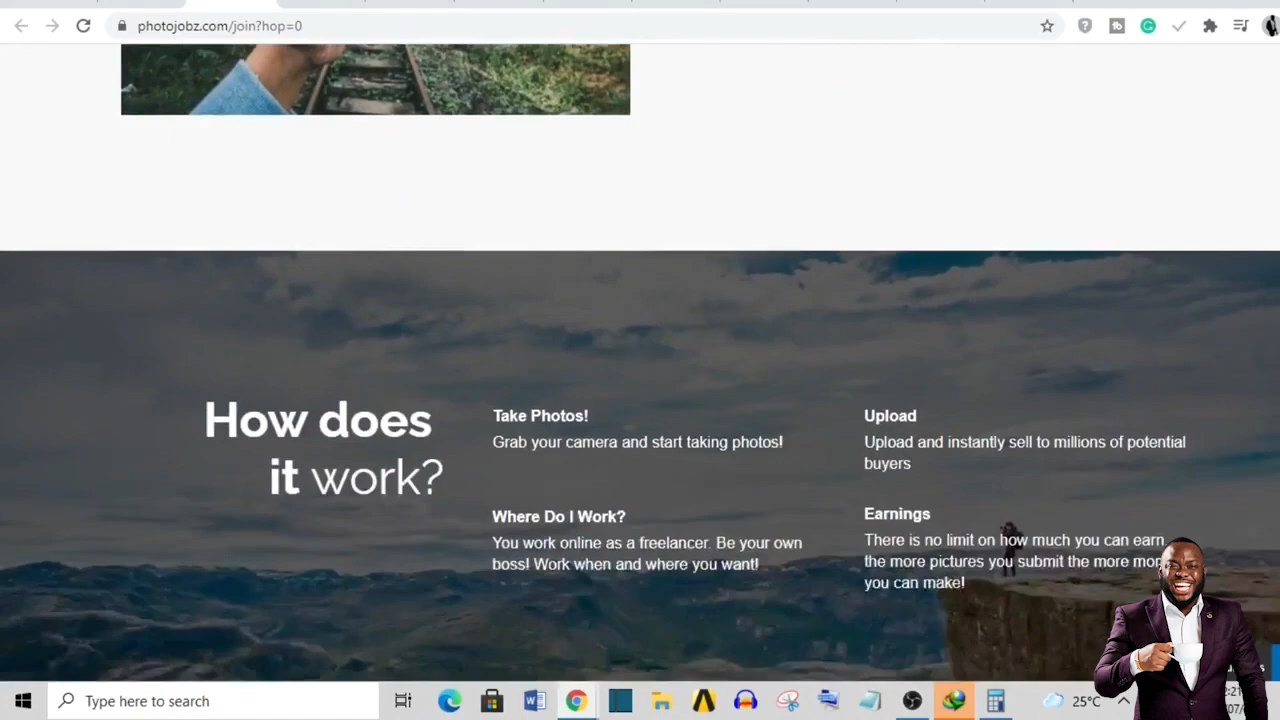 photojobz.com/join?hop=0
How does
it work?
Take Photos!
Grab your camera and start taking photos!
Where Do I Work?
You work online as a freelancer. Be your own
boss! Work when and where you want!
Upload
Upload and instantly sell to millions of potential
buyers
Earnings
There is no limit on how much you can earn
the more pictures you submit the more
you can make!
Type here to search
25°C